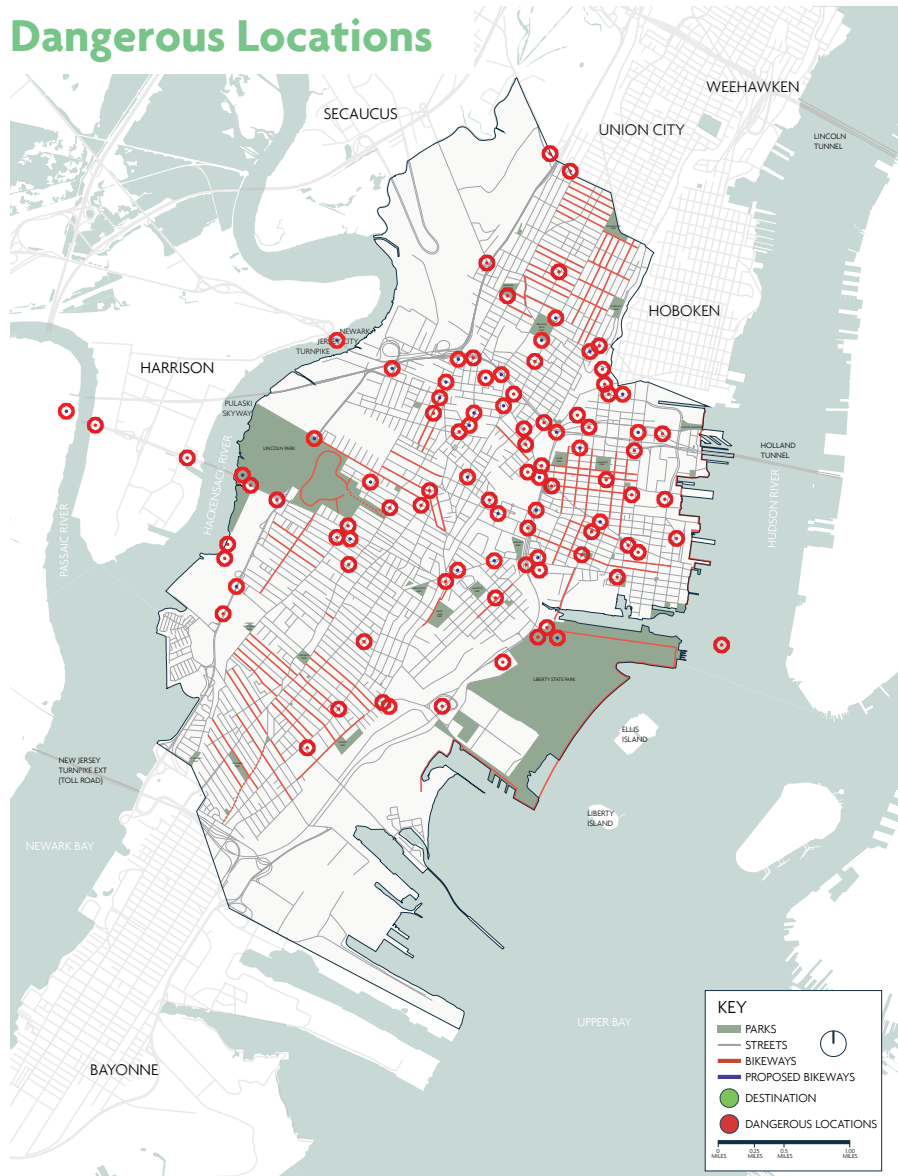 Dangerous Locations
WEEHAWKEN
SECAUCUS
UNION CITY
LINCOLN
TUNNEL
HOBOKEN
NEWARK
JERSEY CITY
TURNPIKE
HARRISON
PULASKI
SKYWAY
HOLLAND
TUNNEL
LINCOLN PARK
HACKENSACK RIVER
PASSAIC RIVER
HUDSON RIVER
LIBERTY STATE PARK
ELLIS
ISLAND
NEW JERSEY
TURNPIKE EXT
(TOLL ROAD)
LIBERTY
ISLAND
NEWARK BAY
UPPER BAY
BAYONNE
KEY
PARKS
STREETS
BIKEWAYS
PROPOSED BIKEWAYS
DESTINATION
DANGEROUS LOCATIONS
0 0.25 0.5 1.00
MILES MILES MILES MILES